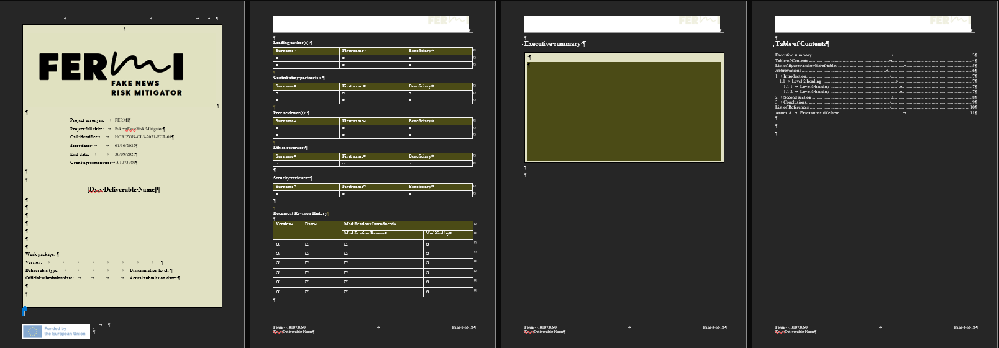 FERMI
FAKE NEWS
RISK MITIGATOR
Project acronym: FERMI
Project full title: Fake nEws Risk Mitigator
Call identifier HORIZON-CL3-2021-FCT-01
Start date: 01/10/2022
End date: 30/09/2025
Grant agreement no: 101073980
[Dx.x Deliverable Name]
Work package:
Version:
Deliverable type: Dissemination level:
Official submission date: Actual submission date:
Funded by
the European Union
FERMI
Leading author(s):
Surname First name Beneficiary
Contributing partner(s):
Surname First name Beneficiary
Peer reviewer(s):
Surname First name Beneficiary
Ethics reviewer:
Surname First name Beneficiary
Security reviewer:
Surname First name Beneficiary
Document Revision History
Version Date Modifications Introduced
Modification Reason Modified by
Fermi – 101073980 Page 2 of 18
Dx.x Deliverable Name
FERMI
Executive summary
Fermi – 101073980 Page 3 of 18
Dx.x Deliverable Name
FERMI
Table of Contents
Executive summary 3
Table of Contents 4
List of figures and/or list of tables 5
Abbreviations 6
1 Introduction 7
1.1 Level 2 heading 7
1.1.1 Level 3 heading 7
1.1.2 Level 3 heading 7
2 Second section 8
3 Conclusions 9
List of References 10
Annex A Enter annex title here 11
Fermi – 101073980 Page 4 of 18
Dx.x Deliverable Name